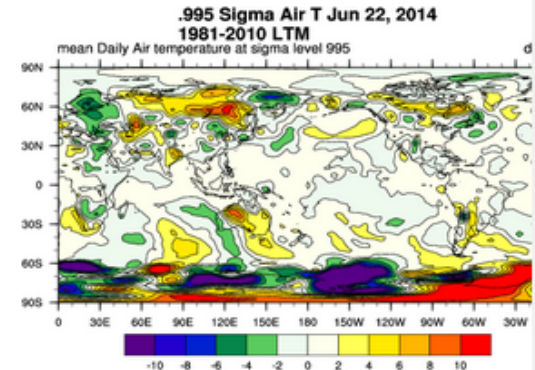 .995 Sigma Air T Jun 22, 2014
1981-2010 LTM
mean Daily Air temperature at sigma level 995
d
90N
60N
30N
0
30S
60S
90S
0 30E 60E 90E 120E 150E 180 150W 120W 90W 60W 30W
-10 -8 -6 -4 -2 0 2 4 6 8 10